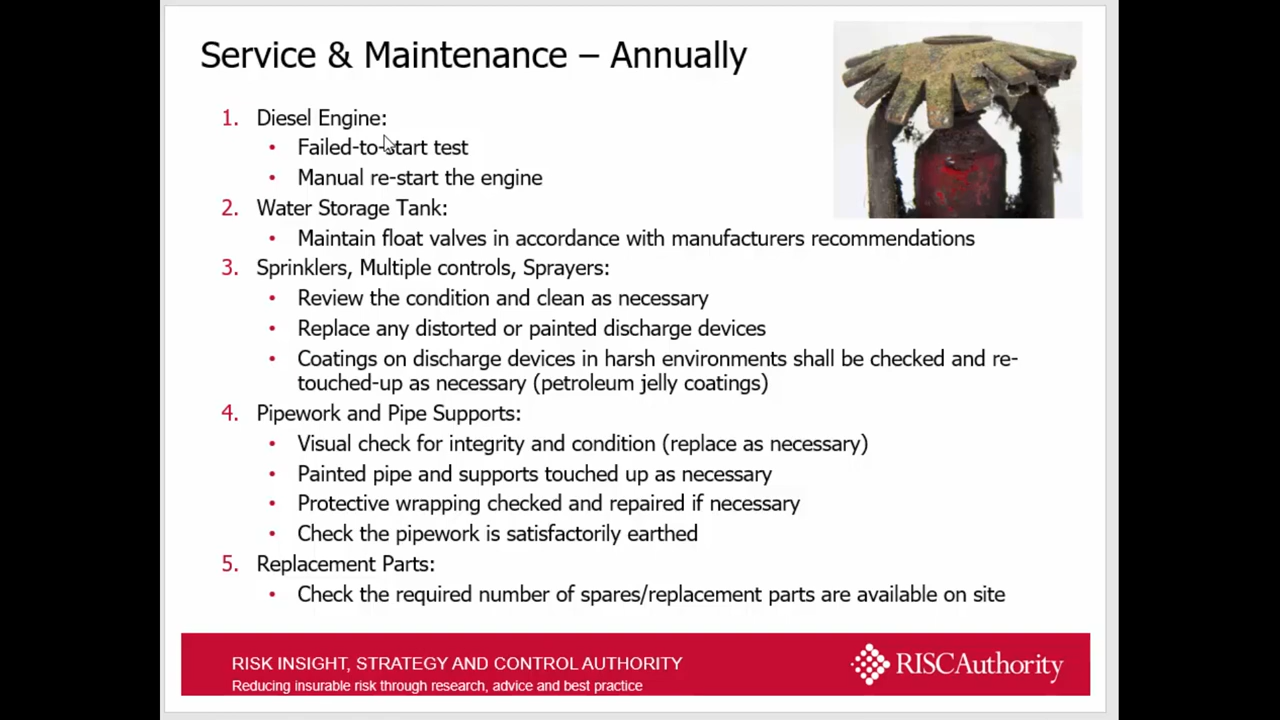 Service & Maintenance – Annually
1. Diesel Engine:
• Failed-to-start test
• Manual re-start the engine
2. Water Storage Tank:
• Maintain float valves in accordance with manufacturers recommendations
3. Sprinklers, Multiple controls, Sprayers:
• Review the condition and clean as necessary
• Replace any distorted or painted discharge devices
• Coatings on discharge devices in harsh environments shall be checked and re-
touched-up as necessary (petroleum jelly coatings)
4. Pipework and Pipe Supports:
• Visual check for integrity and condition (replace as necessary)
• Painted pipe and supports touched up as necessary
• Protective wrapping checked and repaired if necessary
• Check the pipework is satisfactorily earthed
5. Replacement Parts:
• Check the required number of spares/replacement parts are available on site
RISK INSIGHT, STRATEGY AND CONTROL AUTHORITY
Reducing insurable risk through research, advice and best practice
RISCAuthority